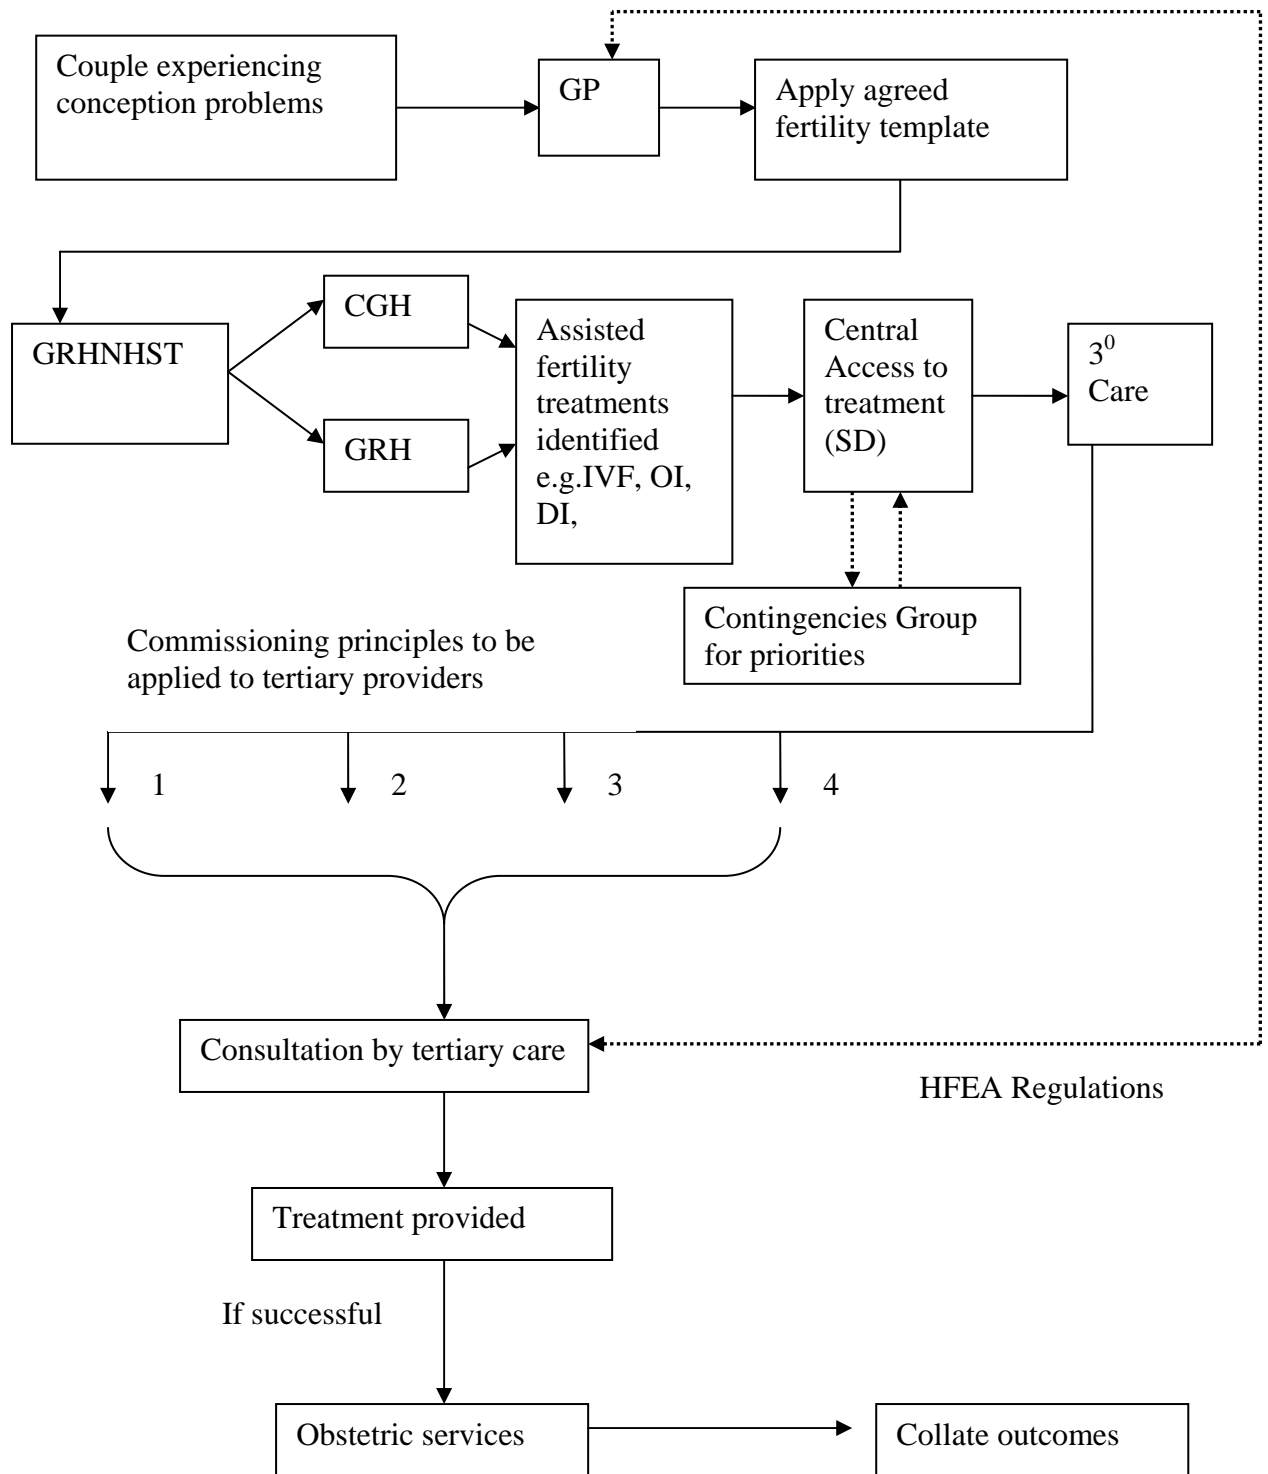 Couple experiencing
conception problems
GP
Apply agreed
fertility template
GRHNHST
CGH
GRH
Assisted
fertility
treatments
identified
e.g.IVF, OI,
DI,
Central
Access to
treatment
(SD)
3⁰
Care
Contingencies Group
for priorities
Commissioning principles to be
applied to tertiary providers
1
2
3
4
Consultation by tertiary care
HFEA Regulations
Treatment provided
If successful
Obstetric services
Collate outcomes